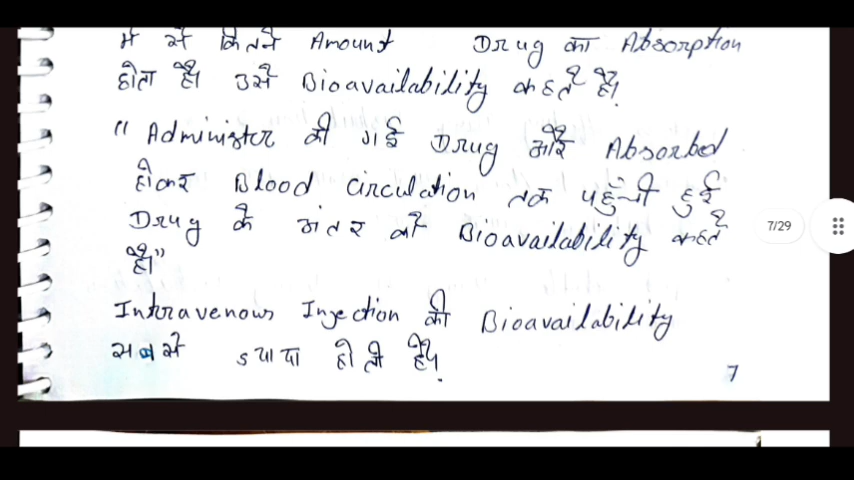 में से कितने Amount Drug का Absorption
होता है। उसे Bioavailability कहते है।
" Administer की गई Drug और Absorbed
होकर Blood circulation तक पहुँची हुई
Drug के अंतर को Bioavailability कहते
है।"
Intravenous Injection की Bioavailability
सबसे ज्यादा होती है।
7
7/29